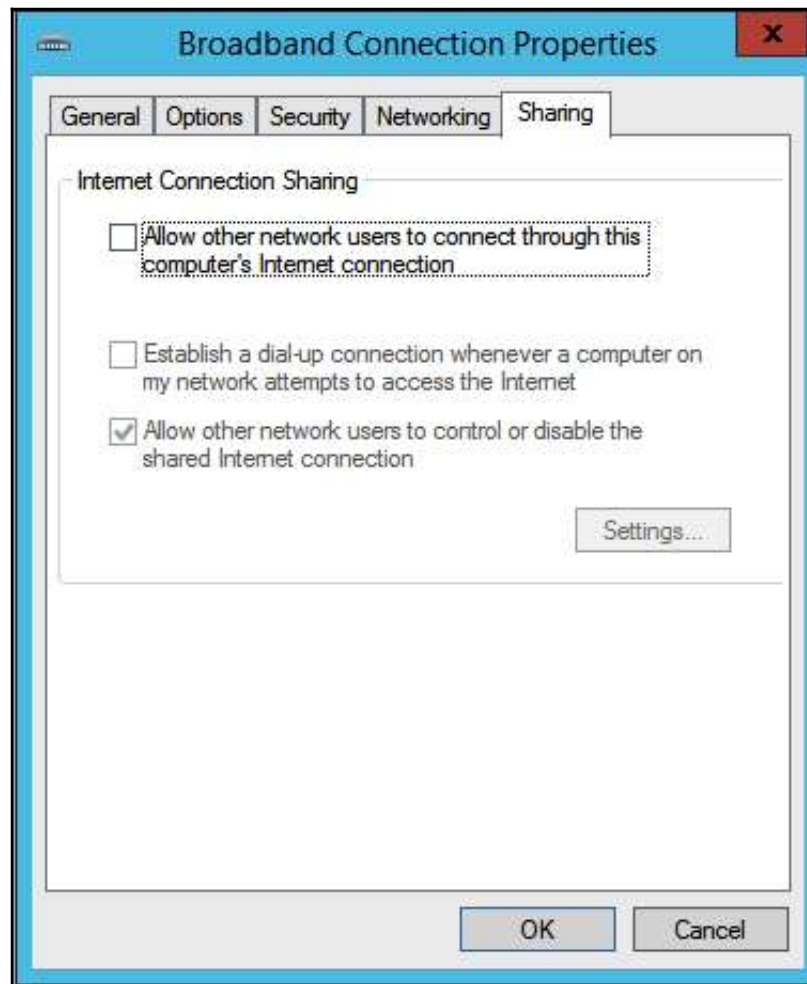 Broadband Connection Properties
x
General Options Security Networking Sharing
Internet Connection Sharing
Allow other network users to connect through this
computer's Internet connection
Establish a dial-up connection whenever a computer on
my network attempts to access the Internet
Allow other network users to control or disable the
shared Internet connection
Settings...
OK Cancel